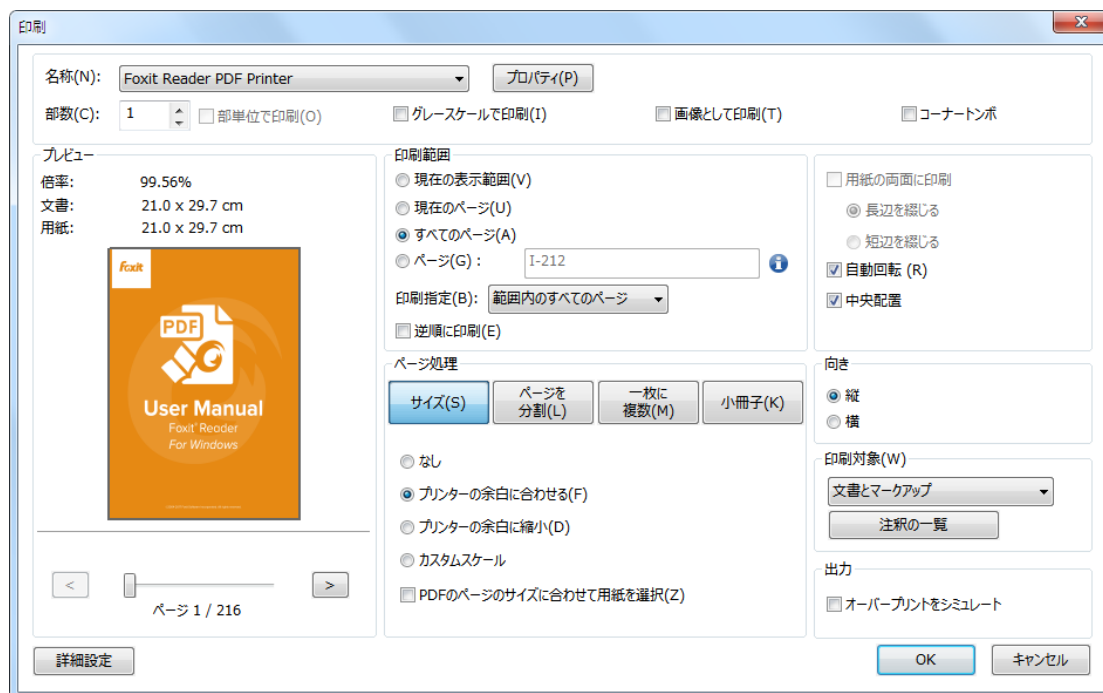 印刷
名称(N):
Foxit Reader PDF Printer
プロパティ(P)
部数(C):
1
部単位で印刷(O)
グレースケールで印刷(I)
画像として印刷(T)
コーナートンボ
プレビュー
倍率:
99.56%
文書:
21.0 x 29.7 cm
用紙:
21.0 x 29.7 cm
Foxit
PDF
User Manual
Foxit® Reader
For Windows
<
>
ページ 1 / 216
印刷範囲
現在の表示範囲(V)
現在のページ(U)
すべてのページ(A)
ページ(G) :
I-212
印刷指定(B):
範囲内のすべてのページ
逆順に印刷(E)
ページ処理
サイズ(S)
ページを
分割(L)
一枚に
複数(M)
小冊子(K)
なし
プリンターの余白に合わせる(F)
プリンターの余白に縮小(D)
カスタムスケール
PDFのページのサイズに合わせて用紙を選択(Z)
用紙の両面に印刷
長辺を綴じる
短辺を綴じる
自動回転 (R)
中央配置
向き
縦
横
印刷対象(W)
文書とマークアップ
注釈の一覧
出力
オーバープリントをシミュレート
詳細設定
OK
キャンセル